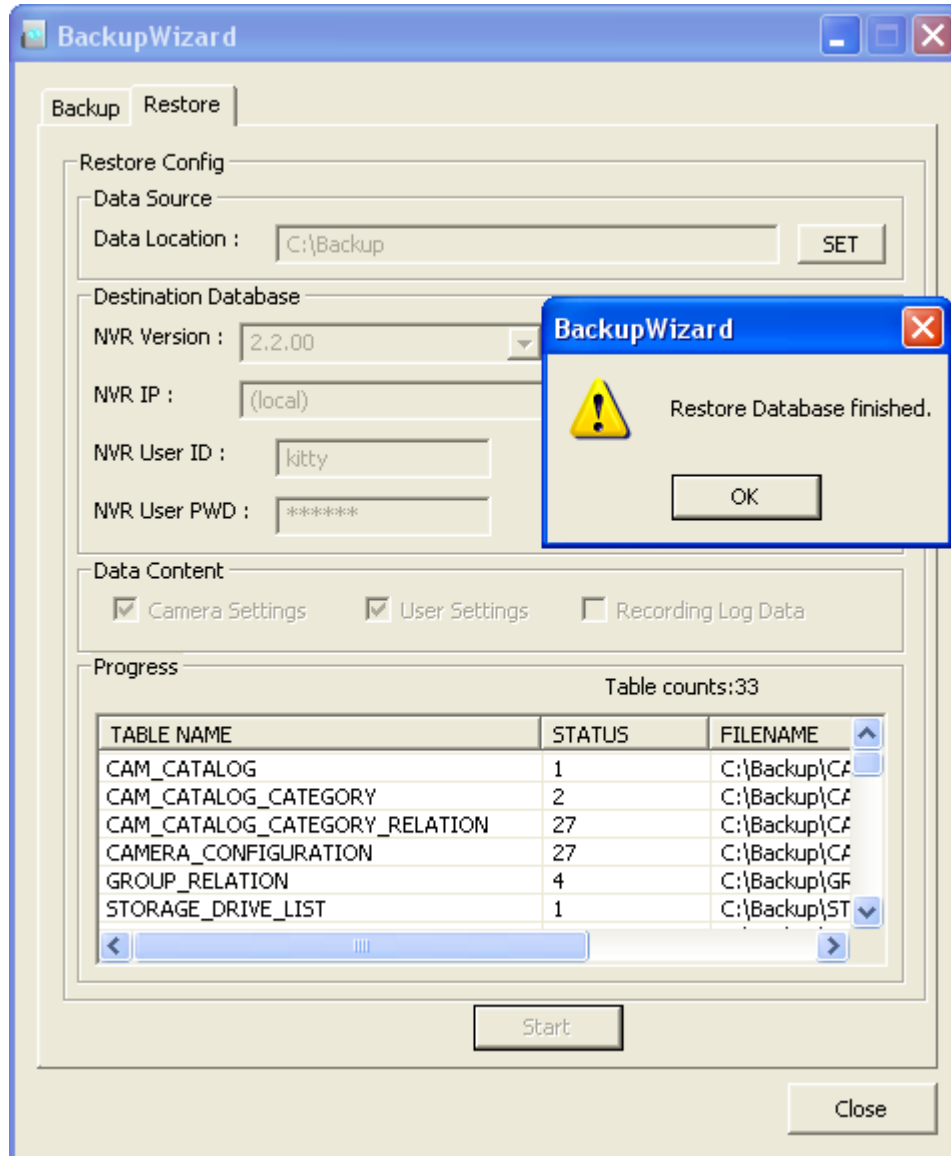 BackupWizard
Backup
Restore
Restore Config
Data Source
Data Location :
C:\Backup
SET
Destination Database
NVR Version :
2.2.00
NVR IP :
(local)
NVR User ID :
kitty
NVR User PWD :
******
BackupWizard
Restore Database finished.
OK
Data Content
Camera Settings
User Settings
Recording Log Data
Progress
Table counts:33
TABLE NAME STATUS FILENAME
CAM_CATALOG 1 C:\Backup\CA
CAM_CATALOG_CATEGORY 2 C:\Backup\CA
CAM_CATALOG_CATEGORY_RELATION 27 C:\Backup\CA
CAMERA_CONFIGURATION 27 C:\Backup\CA
GROUP_RELATION 4 C:\Backup\GR
STORAGE_DRIVE_LIST 1 C:\Backup\ST
Start
Close